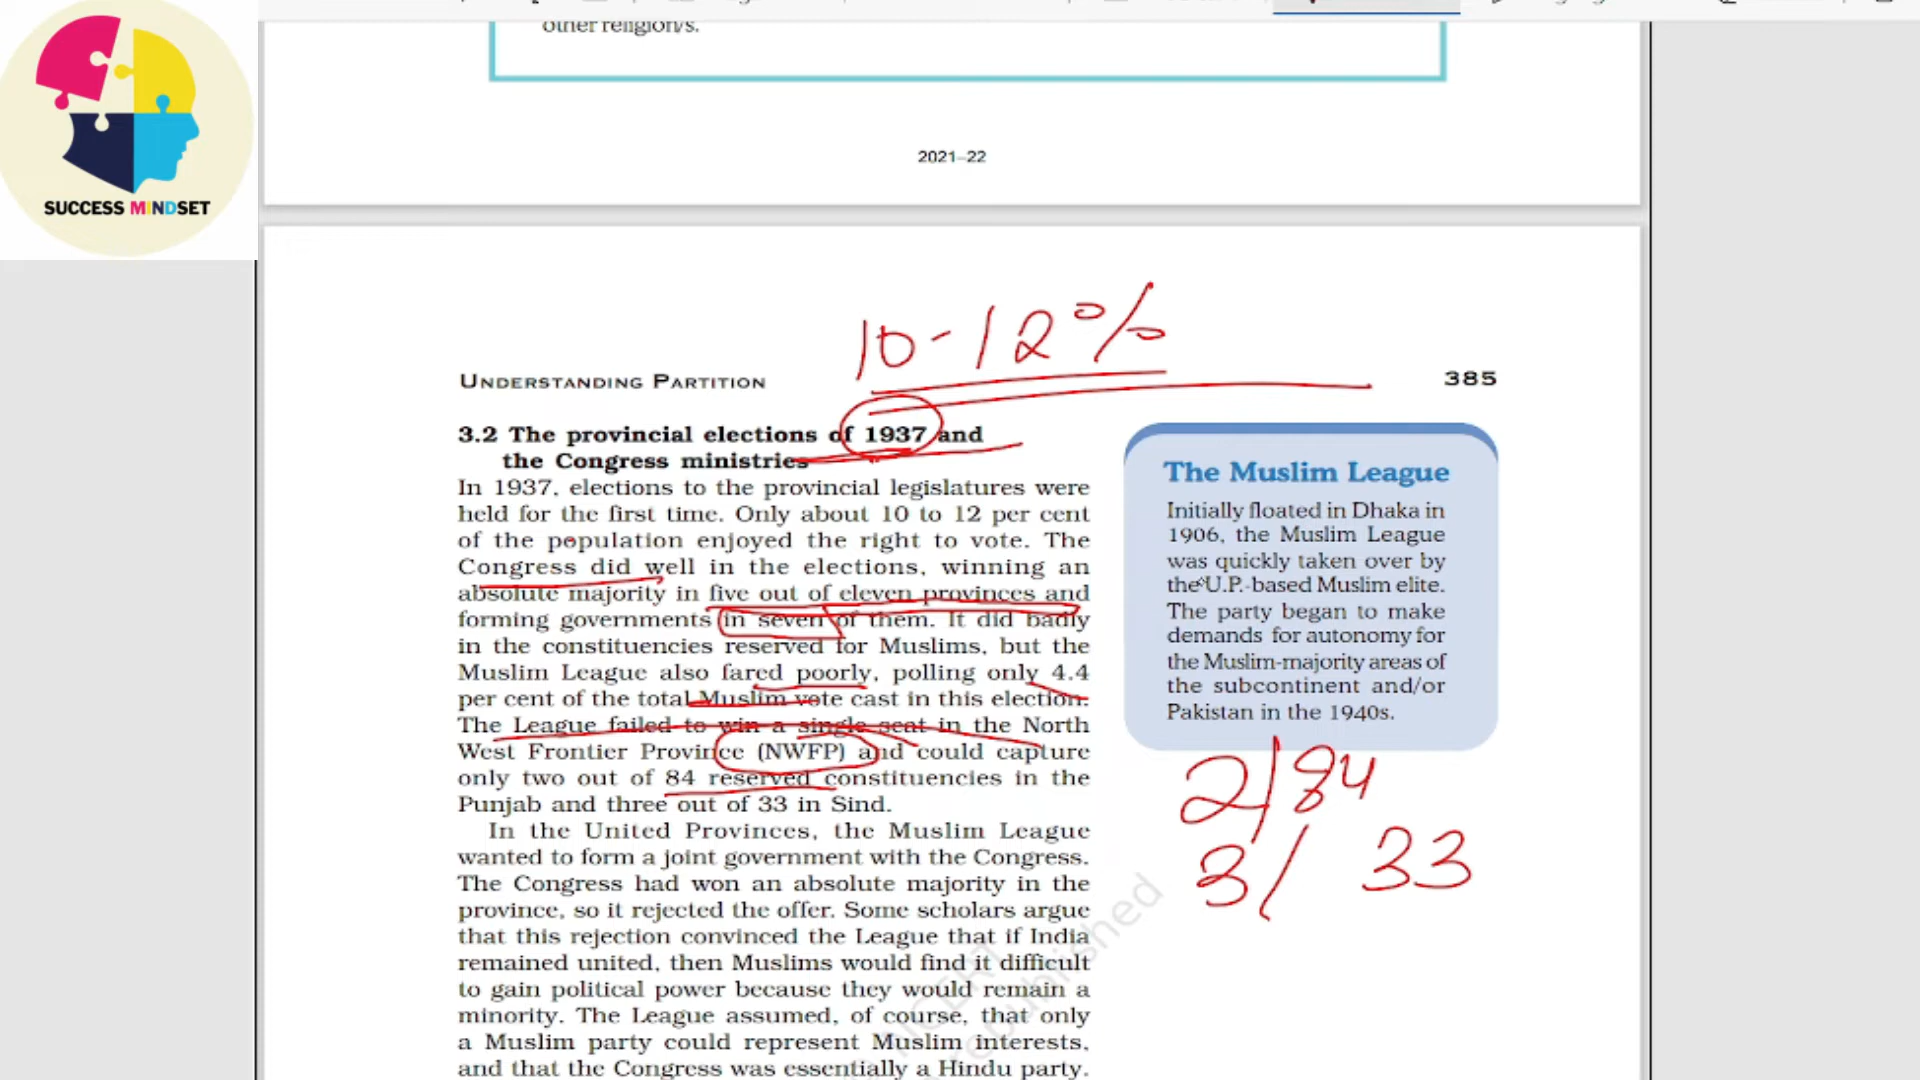 other religion/s.
SUCCESS MINDSET
2021–22
10-12%
UNDERSTANDING PARTITION
385
3.2 The provincial elections of 1937 and
the Congress ministries
In 1937, elections to the provincial legislatures were
held for the first time. Only about 10 to 12 per cent
of the population enjoyed the right to vote. The
Congress did well in the elections, winning an
absolute majority in five out of eleven provinces and
forming governments in seven of them. It did badly
in the constituencies reserved for Muslims, but the
Muslim League also fared poorly, polling only 4.4
per cent of the total Muslim vote cast in this election.
The League failed to win a single seat in the North
West Frontier Province (NWFP) and could capture
only two out of 84 reserved constituencies in the
Punjab and three out of 33 in Sind.
In the United Provinces, the Muslim League
wanted to form a joint government with the Congress.
The Congress had won an absolute majority in the
province, so it rejected the offer. Some scholars argue
that this rejection convinced the League that if India
remained united, then Muslims would find it difficult
to gain political power because they would remain a
minority. The League assumed, of course, that only
a Muslim party could represent Muslim interests,
and that the Congress was essentially a Hindu party.
The Muslim League
Initially floated in Dhaka in
1906, the Muslim League
was quickly taken over by
the U.P.-based Muslim elite.
The party began to make
demands for autonomy for
the Muslim-majority areas of
the subcontinent and/or
Pakistan in the 1940s.
2/84
3/ 33
NCERT
republished